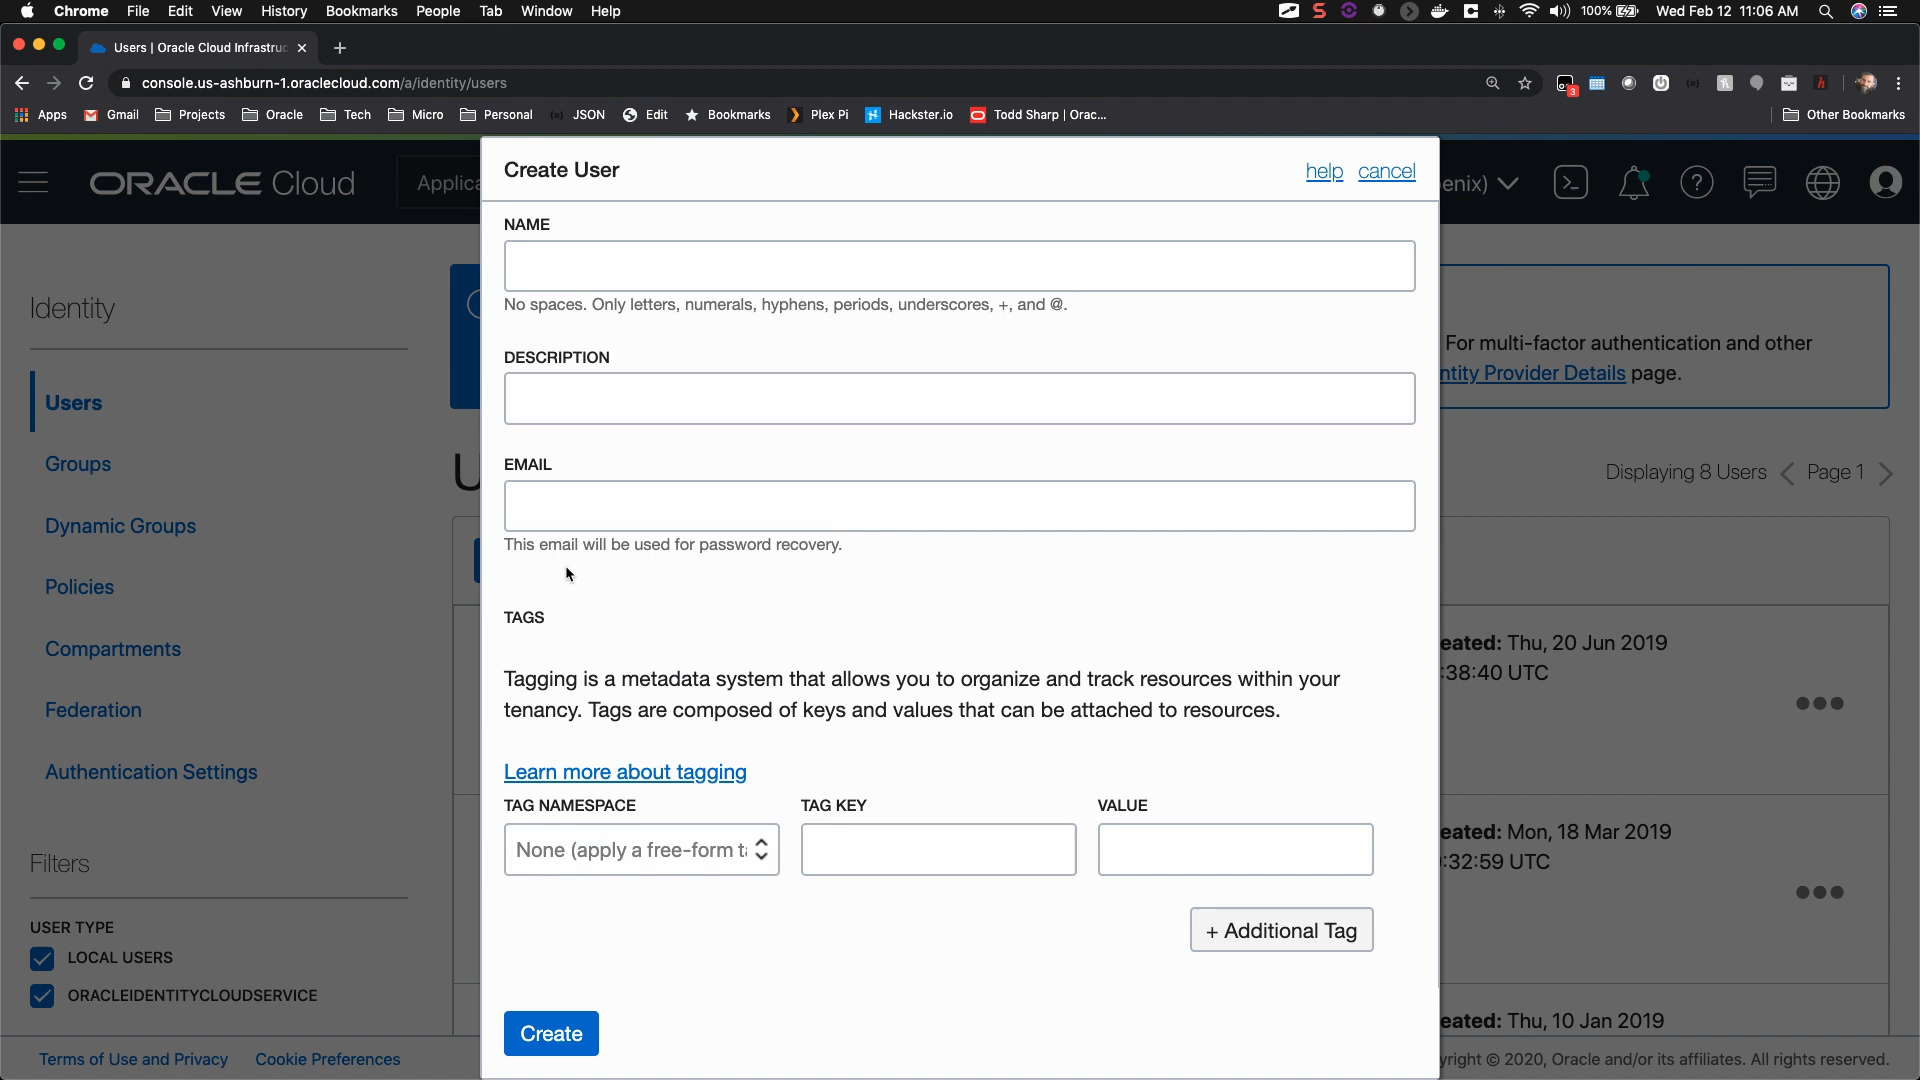 Chrome File Edit View History Bookmarks People Tab Window Help 100% Wed Feb 12 11:06 AM
Users | Oracle Cloud Infrastruc
console.us-ashburn-1.oraclecloud.com/a/identity/users
3
Apps Gmail Projects Oracle Tech Micro Personal JSON Edit Bookmarks Plex Pi Hackster.io Todd Sharp | Orac... Other Bookmarks
ORACLE Cloud Applica enix)
Create User help cancel
NAME
No spaces. Only letters, numerals, hyphens, periods, underscores, +, and @.
DESCRIPTION
EMAIL
This email will be used for password recovery.
TAGS
Tagging is a metadata system that allows you to organize and track resources within your
tenancy. Tags are composed of keys and values that can be attached to resources.
Learn more about tagging
TAG NAMESPACE TAG KEY VALUE
None (apply a free-form ta
+ Additional Tag
Create
Identity
Users
Groups
Dynamic Groups
Policies
Compartments
Federation
Authentication Settings
Filters
USER TYPE
LOCAL USERS
ORACLEIDENTITYCLOUDSERVICE
For multi-factor authentication and other
ntity Provider Details page.
U
Displaying 8 Users Page 1
eated: Thu, 20 Jun 2019
:38:40 UTC
eated: Mon, 18 Mar 2019
:32:59 UTC
eated: Thu, 10 Jan 2019
Terms of Use and Privacy Cookie Preferences
yright © 2020, Oracle and/or its affiliates. All rights reserved.